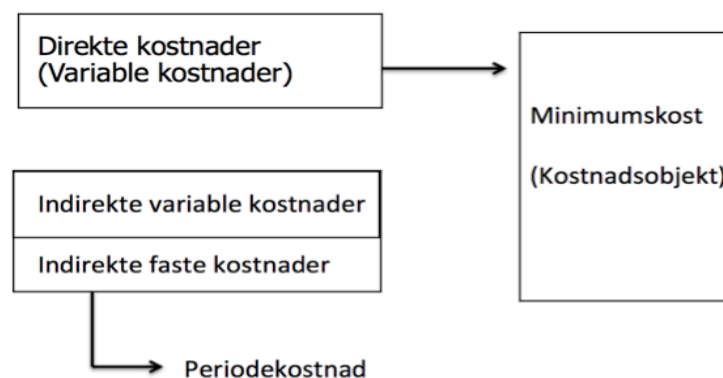 Direkte kostnader
(Variable kostnader)
Minimumskost
(Kostnadsobjekt)
Indirekte variable kostnader
Indirekte faste kostnader
Periodekostnad